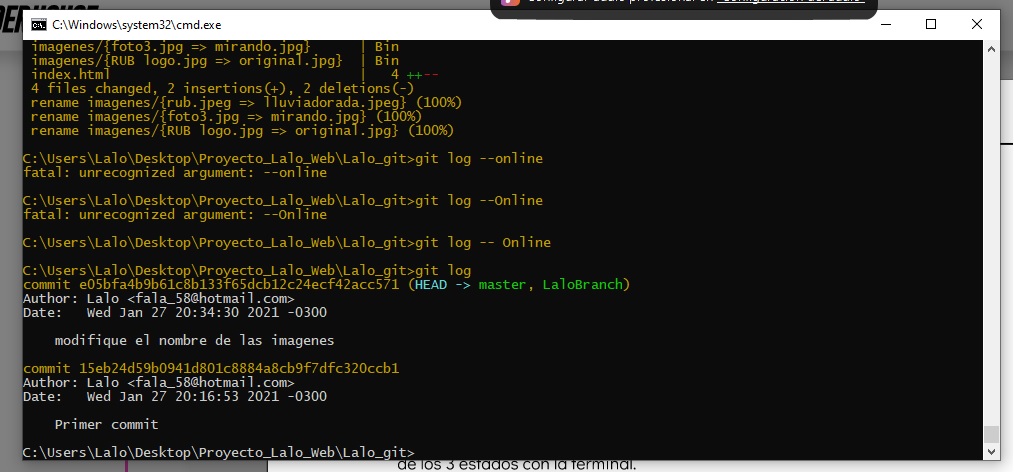 C:\Windows\system32\cmd.exe
imagenes/{foto3.jpg => mirando.jpg} | Bin
imagenes/{RUB logo.jpg => original.jpg} | Bin
index.html | 4 ++--
4 files changed, 2 insertions(+), 2 deletions(-)
rename imagenes/{rub.jpeg => lluviadorada.jpeg} (100%)
rename imagenes/{foto3.jpg => mirando.jpg} (100%)
rename imagenes/{RUB logo.jpg => original.jpg} (100%)
C:\Users\Lalo\Desktop\Proyecto_Lalo_Web\Lalo_git>git log --online
fatal: unrecognized argument: --online
C:\Users\Lalo\Desktop\Proyecto_Lalo_Web\Lalo_git>git log --Online
fatal: unrecognized argument: --Online
C:\Users\Lalo\Desktop\Proyecto_Lalo_Web\Lalo_git>git log -- Online
C:\Users\Lalo\Desktop\Proyecto_Lalo_Web\Lalo_git>git log
commit e05bfa4b9b61c8b133f65dcb12c24ecf42acc571 (HEAD -> master, LaloBranch)
Author: Lalo <fala_58@hotmail.com>
Date: Wed Jan 27 20:34:30 2021 -0300
modifique el nombre de las imagenes
commit 15eb24d59b0941d801c8884a8cb9f7dfc320ccb1
Author: Lalo <fala_58@hotmail.com>
Date: Wed Jan 27 20:16:53 2021 -0300
Primer commit
C:\Users\Lalo\Desktop\Proyecto_Lalo_Web\Lalo_git>
de los 3 estados con la terminal.